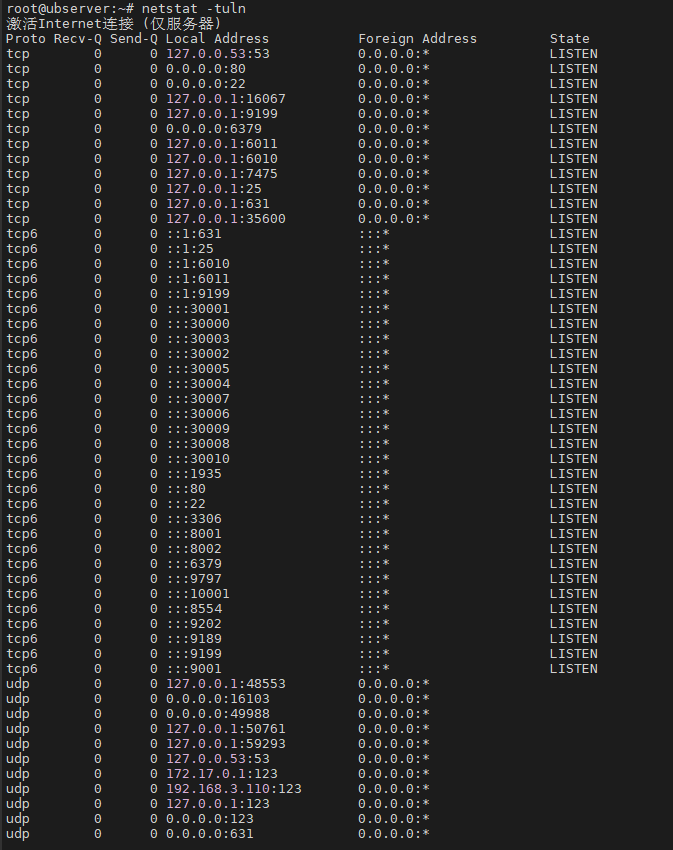 root@ubserver:~# netstat -tuln
激活Internet连接 (仅服务器)
Proto Recv-Q Send-Q Local Address           Foreign Address         State
tcp        0      0 127.0.0.53:53           0.0.0.0:*               LISTEN
tcp        0      0 0.0.0.0:80              0.0.0.0:*               LISTEN
tcp        0      0 0.0.0.0:22              0.0.0.0:*               LISTEN
tcp        0      0 127.0.0.1:16067         0.0.0.0:*               LISTEN
tcp        0      0 127.0.0.1:9199          0.0.0.0:*               LISTEN
tcp        0      0 0.0.0.0:6379            0.0.0.0:*               LISTEN
tcp        0      0 127.0.0.1:6011          0.0.0.0:*               LISTEN
tcp        0      0 127.0.0.1:6010          0.0.0.0:*               LISTEN
tcp        0      0 127.0.0.1:7475          0.0.0.0:*               LISTEN
tcp        0      0 127.0.0.1:25            0.0.0.0:*               LISTEN
tcp        0      0 127.0.0.1:631           0.0.0.0:*               LISTEN
tcp        0      0 127.0.0.1:35600         0.0.0.0:*               LISTEN
tcp6       0      0 ::1:631                 :::*                    LISTEN
tcp6       0      0 ::1:25                  :::*                    LISTEN
tcp6       0      0 ::1:6010                :::*                    LISTEN
tcp6       0      0 ::1:6011                :::*                    LISTEN
tcp6       0      0 ::1:9199                :::*                    LISTEN
tcp6       0      0 :::30001                :::*                    LISTEN
tcp6       0      0 :::30000                :::*                    LISTEN
tcp6       0      0 :::30003                :::*                    LISTEN
tcp6       0      0 :::30002                :::*                    LISTEN
tcp6       0      0 :::30005                :::*                    LISTEN
tcp6       0      0 :::30004                :::*                    LISTEN
tcp6       0      0 :::30007                :::*                    LISTEN
tcp6       0      0 :::30006                :::*                    LISTEN
tcp6       0      0 :::30009                :::*                    LISTEN
tcp6       0      0 :::30008                :::*                    LISTEN
tcp6       0      0 :::30010                :::*                    LISTEN
tcp6       0      0 :::1935                 :::*                    LISTEN
tcp6       0      0 :::80                   :::*                    LISTEN
tcp6       0      0 :::22                   :::*                    LISTEN
tcp6       0      0 :::3306                 :::*                    LISTEN
tcp6       0      0 :::8001                 :::*                    LISTEN
tcp6       0      0 :::8002                 :::*                    LISTEN
tcp6       0      0 :::6379                 :::*                    LISTEN
tcp6       0      0 :::9797                 :::*                    LISTEN
tcp6       0      0 :::10001                :::*                    LISTEN
tcp6       0      0 :::8554                 :::*                    LISTEN
tcp6       0      0 :::9202                 :::*                    LISTEN
tcp6       0      0 :::9189                 :::*                    LISTEN
tcp6       0      0 :::9199                 :::*                    LISTEN
tcp6       0      0 :::9001                 :::*                    LISTEN
udp        0      0 127.0.0.1:48553         0.0.0.0:*
udp        0      0 0.0.0.0:16103           0.0.0.0:*
udp        0      0 0.0.0.0:49988           0.0.0.0:*
udp        0      0 127.0.0.1:50761         0.0.0.0:*
udp        0      0 127.0.0.1:59293         0.0.0.0:*
udp        0      0 127.0.0.53:53           0.0.0.0:*
udp        0      0 172.17.0.1:123          0.0.0.0:*
udp        0      0 192.168.3.110:123       0.0.0.0:*
udp        0      0 127.0.0.1:123           0.0.0.0:*
udp        0      0 0.0.0.0:123             0.0.0.0:*
udp        0      0 0.0.0.0:631             0.0.0.0:*